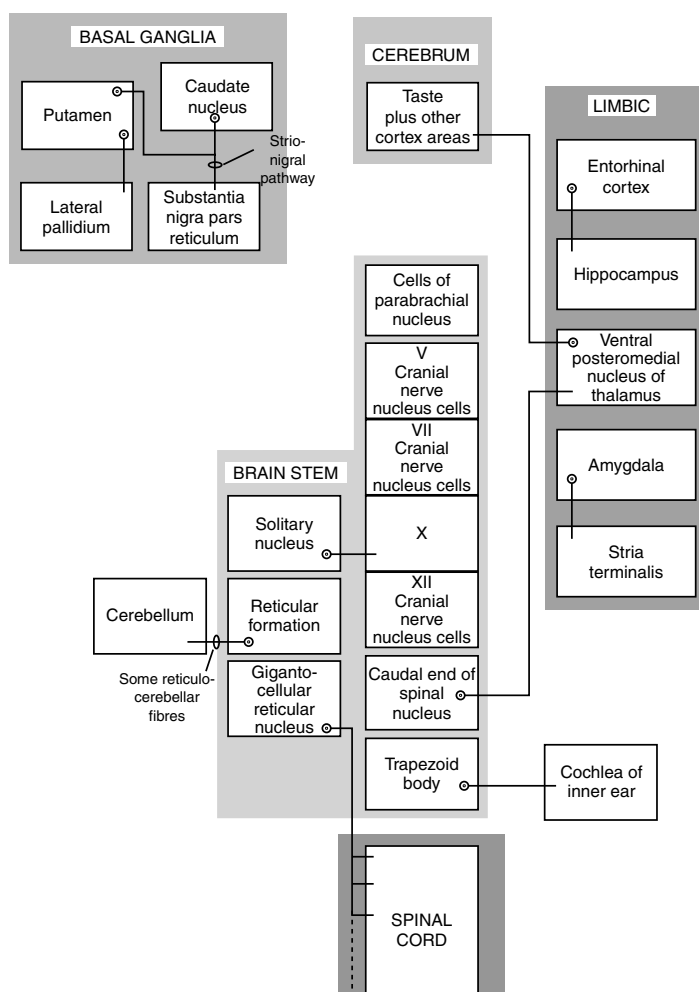 BASAL GANGLIA
Putamen
Caudate
nucleus
Strio-
nigral
pathway
Lateral
pallidium
Substantia
nigra pars
reticulum
CEREBRUM
Taste
plus other
cortex areas
LIMBIC
Entorhinal
cortex
Hippocampus
Ventral
posteromedial
nucleus of
thalamus
Amygdala
Stria
terminalis
Cells of
parabrachial
nucleus
V
Cranial
nerve
nucleus cells
VII
Cranial
nerve
nucleus cells
BRAIN STEM
Solitary
nucleus
X
XII
Cranial
nerve
nucleus cells
Cerebellum
Reticular
formation
Some reticulo-
cerebellar
fibres
Giganto-
cellular
reticular
nucleus
Caudal end of
spinal
nucleus
Trapezoid
body
Cochlea of
inner ear
SPINAL
CORD